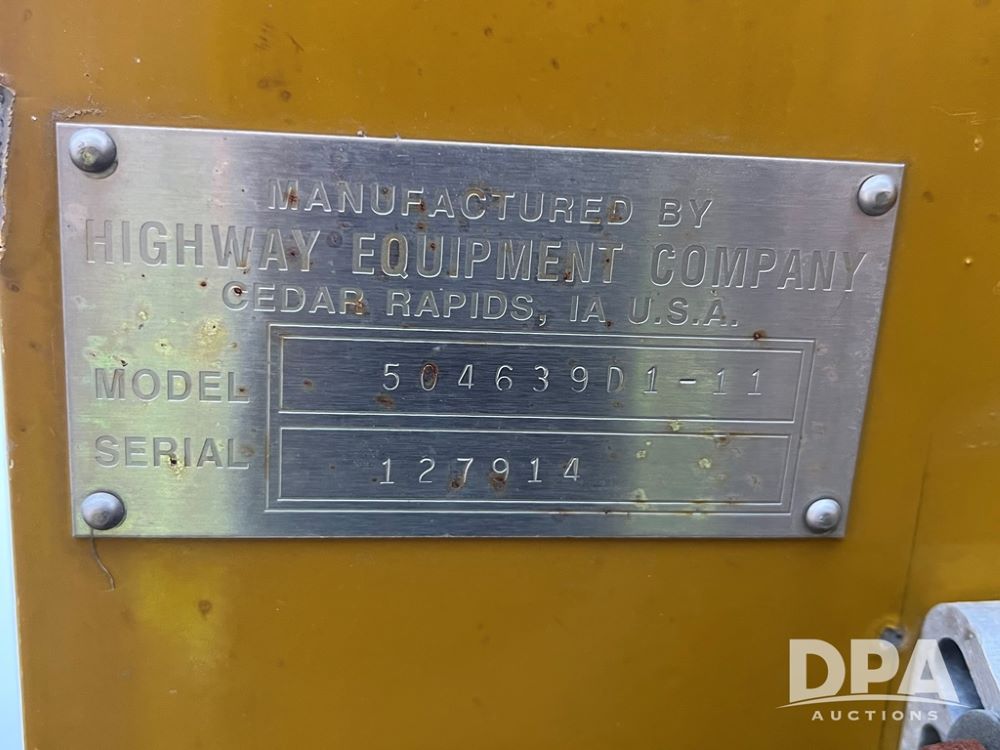 MANUFACTURED BY
HIGHWAY EQUIPMENT COMPANY
CEDAR RAPIDS, IA U.S.A.
MODEL 504639D1-11
SERIAL 127914
DPA
AUCTIONS